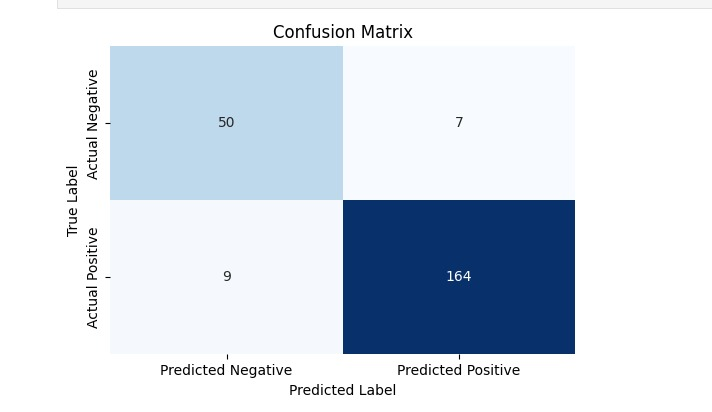 Confusion Matrix
True Label
Actual Negative
50
7
Actual Positive
9
164
Predicted Negative
Predicted Positive
Predicted Label